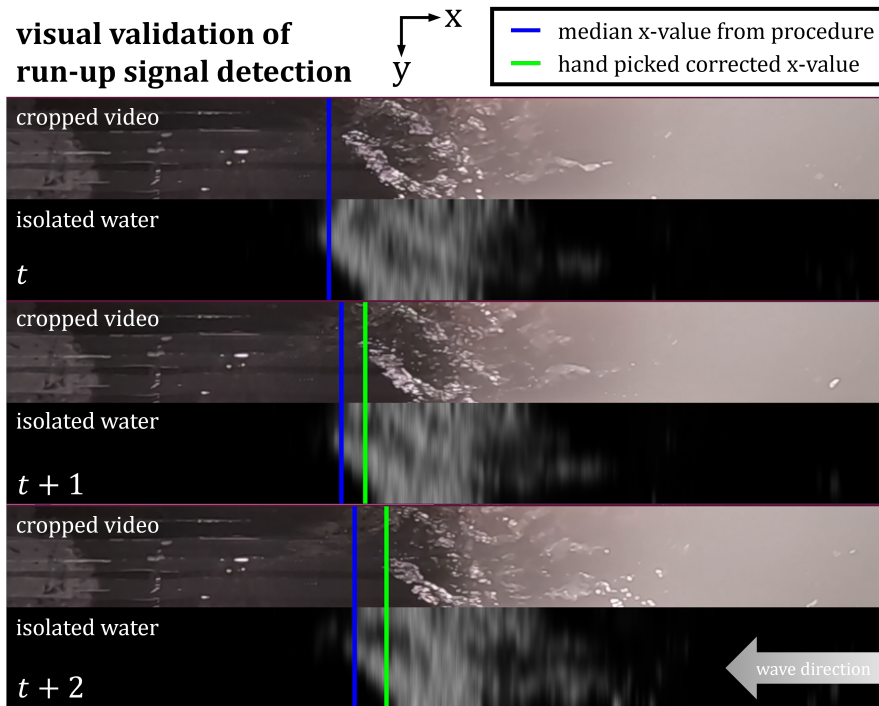 visual validation of
run-up signal detection
x
y
median x-value from procedure
hand picked corrected x-value
cropped video
isolated water
t
cropped video
isolated water
t + 1
cropped video
isolated water
t + 2
wave direction